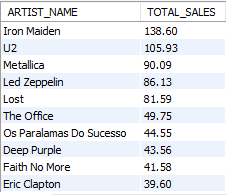 ARTIST_NAME TOTAL_SALES
Iron Maiden 138.60
U2 105.93
Metallica 90.09
Led Zeppelin 86.13
Lost 81.59
The Office 49.75
Os Paralamas Do Sucesso 44.55
Deep Purple 43.56
Faith No More 41.58
Eric Clapton 39.60